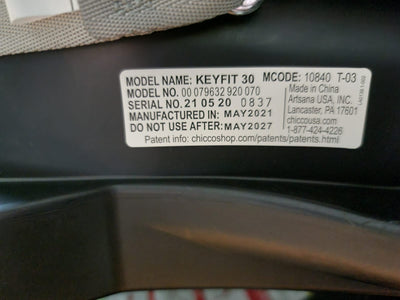 MODEL NAME: KEYFIT 30 MCODE: 10840 T-03
MODEL NO. 00 079632 920 070
SERIAL NO. 21 05 20 0837
MANUFACTURED IN: MAY2021
DO NOT USE AFTER: MAY2027
Made in China
Artsana USA, INC.
Lancaster, PA 17601
chiccousa.com
1-877-424-4226
Patent info: chiccoshop.com/patents/patents.html